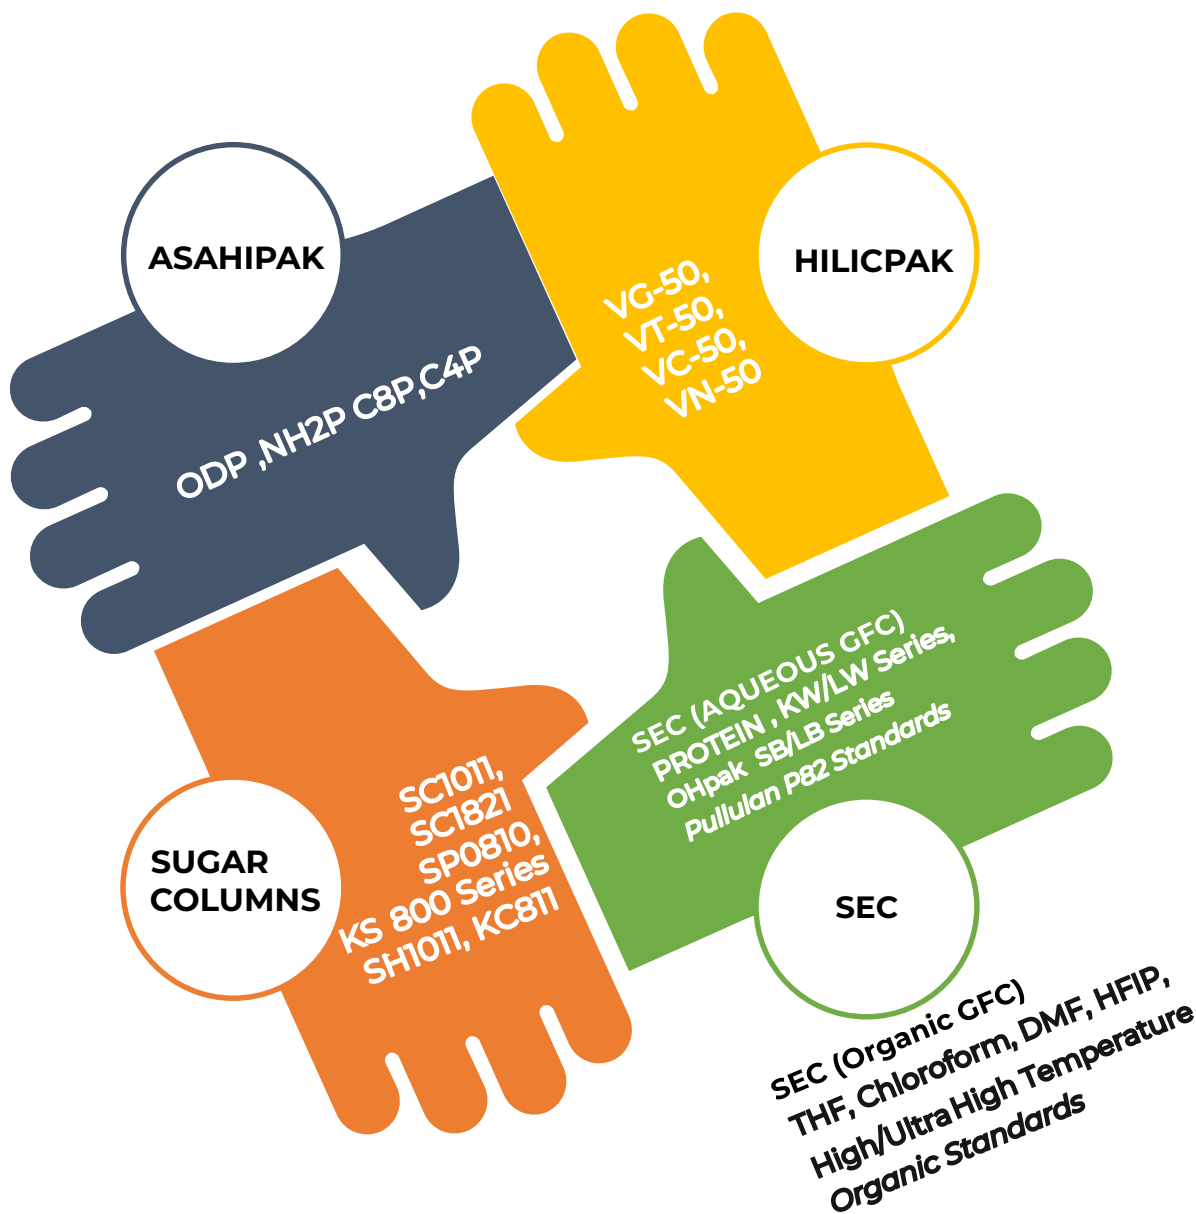 ASAHIPAK
ODP ,NH2P C8P,C4P
HILICPAK
VG-50,
VT-50,
VC-50,
VN-50
SUGAR
COLUMNS
SC1011,
SC1821
SP0810,
KS 800 Series
SH1011, KC811
SEC (AQUEOUS GFC)
PROTEIN , KW/LW Series,
OHpak SB/LB Series
Pullulan P82 Standards
SEC
SEC (Organic GFC)
THF, Chloroform, DMF, HFIP,
High/Ultra High Temperature
Organic Standards